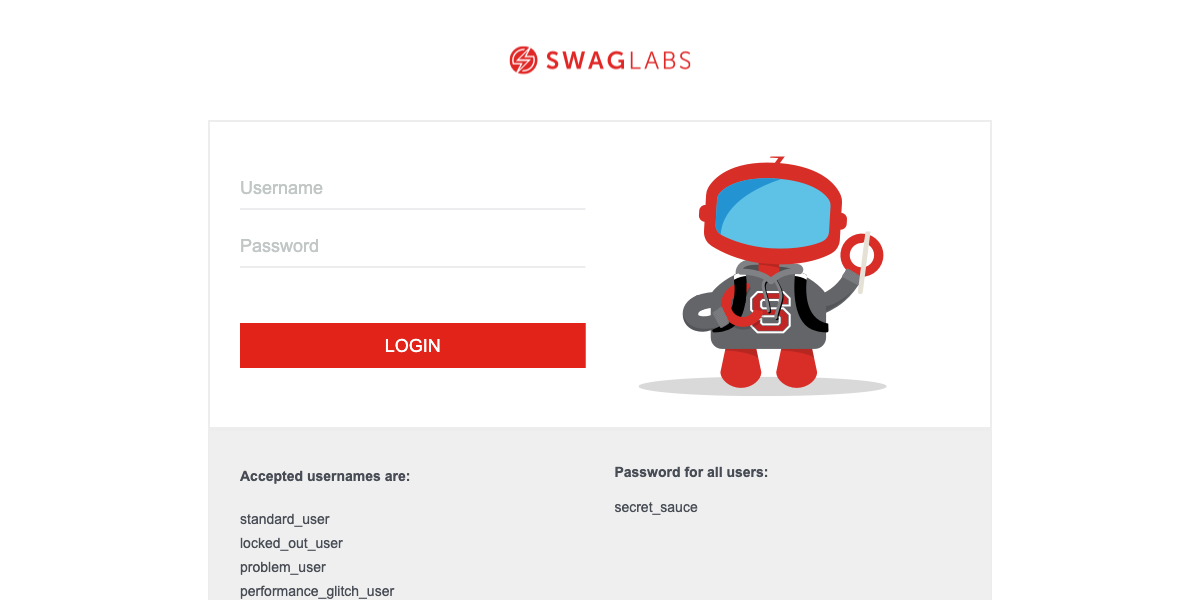 SWAGLABS
Username
Password
LOGIN
S
Accepted usernames are:
standard_user
locked_out_user
problem_user
performance_glitch_user
Password for all users:
secret_sauce